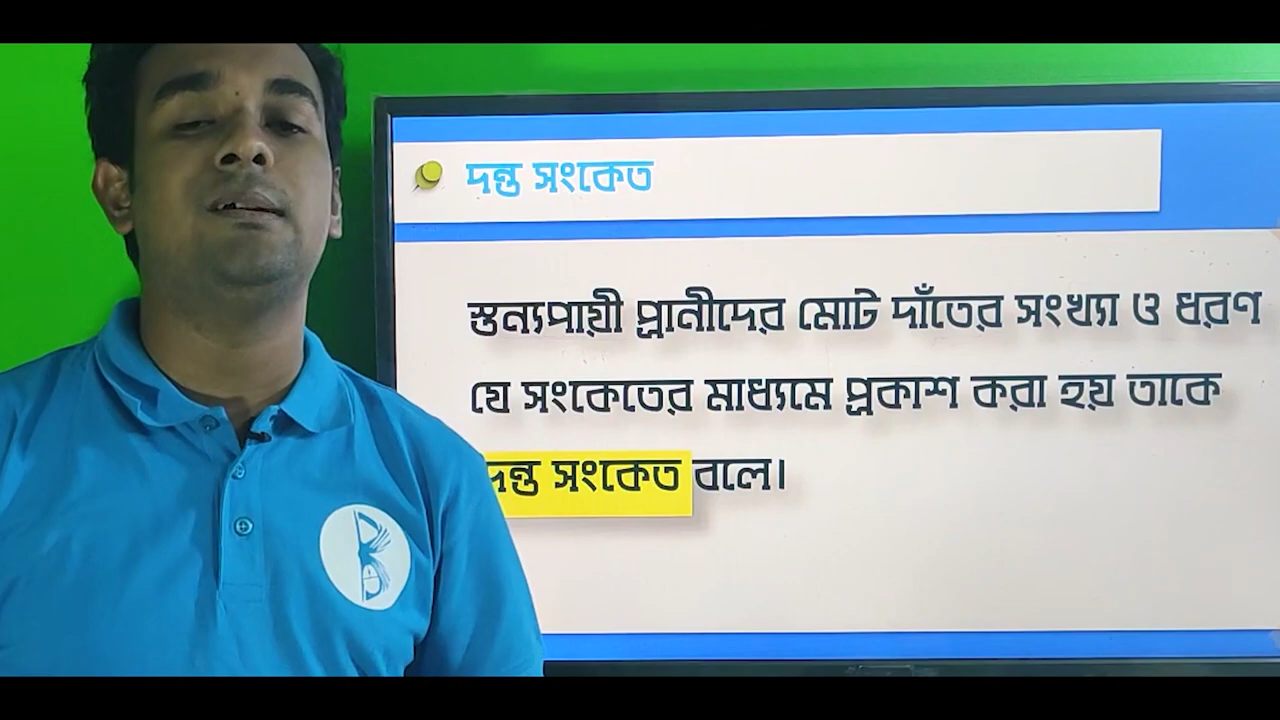 দন্ত সংকেত
স্তন্যপায়ী প্রানীদের মোট দাঁতের সংখ্যা ও ধরণ
যে সংকেতের মাধ্যমে প্রকাশ করা হয় তাকে
দন্ত সংকেত বলে।